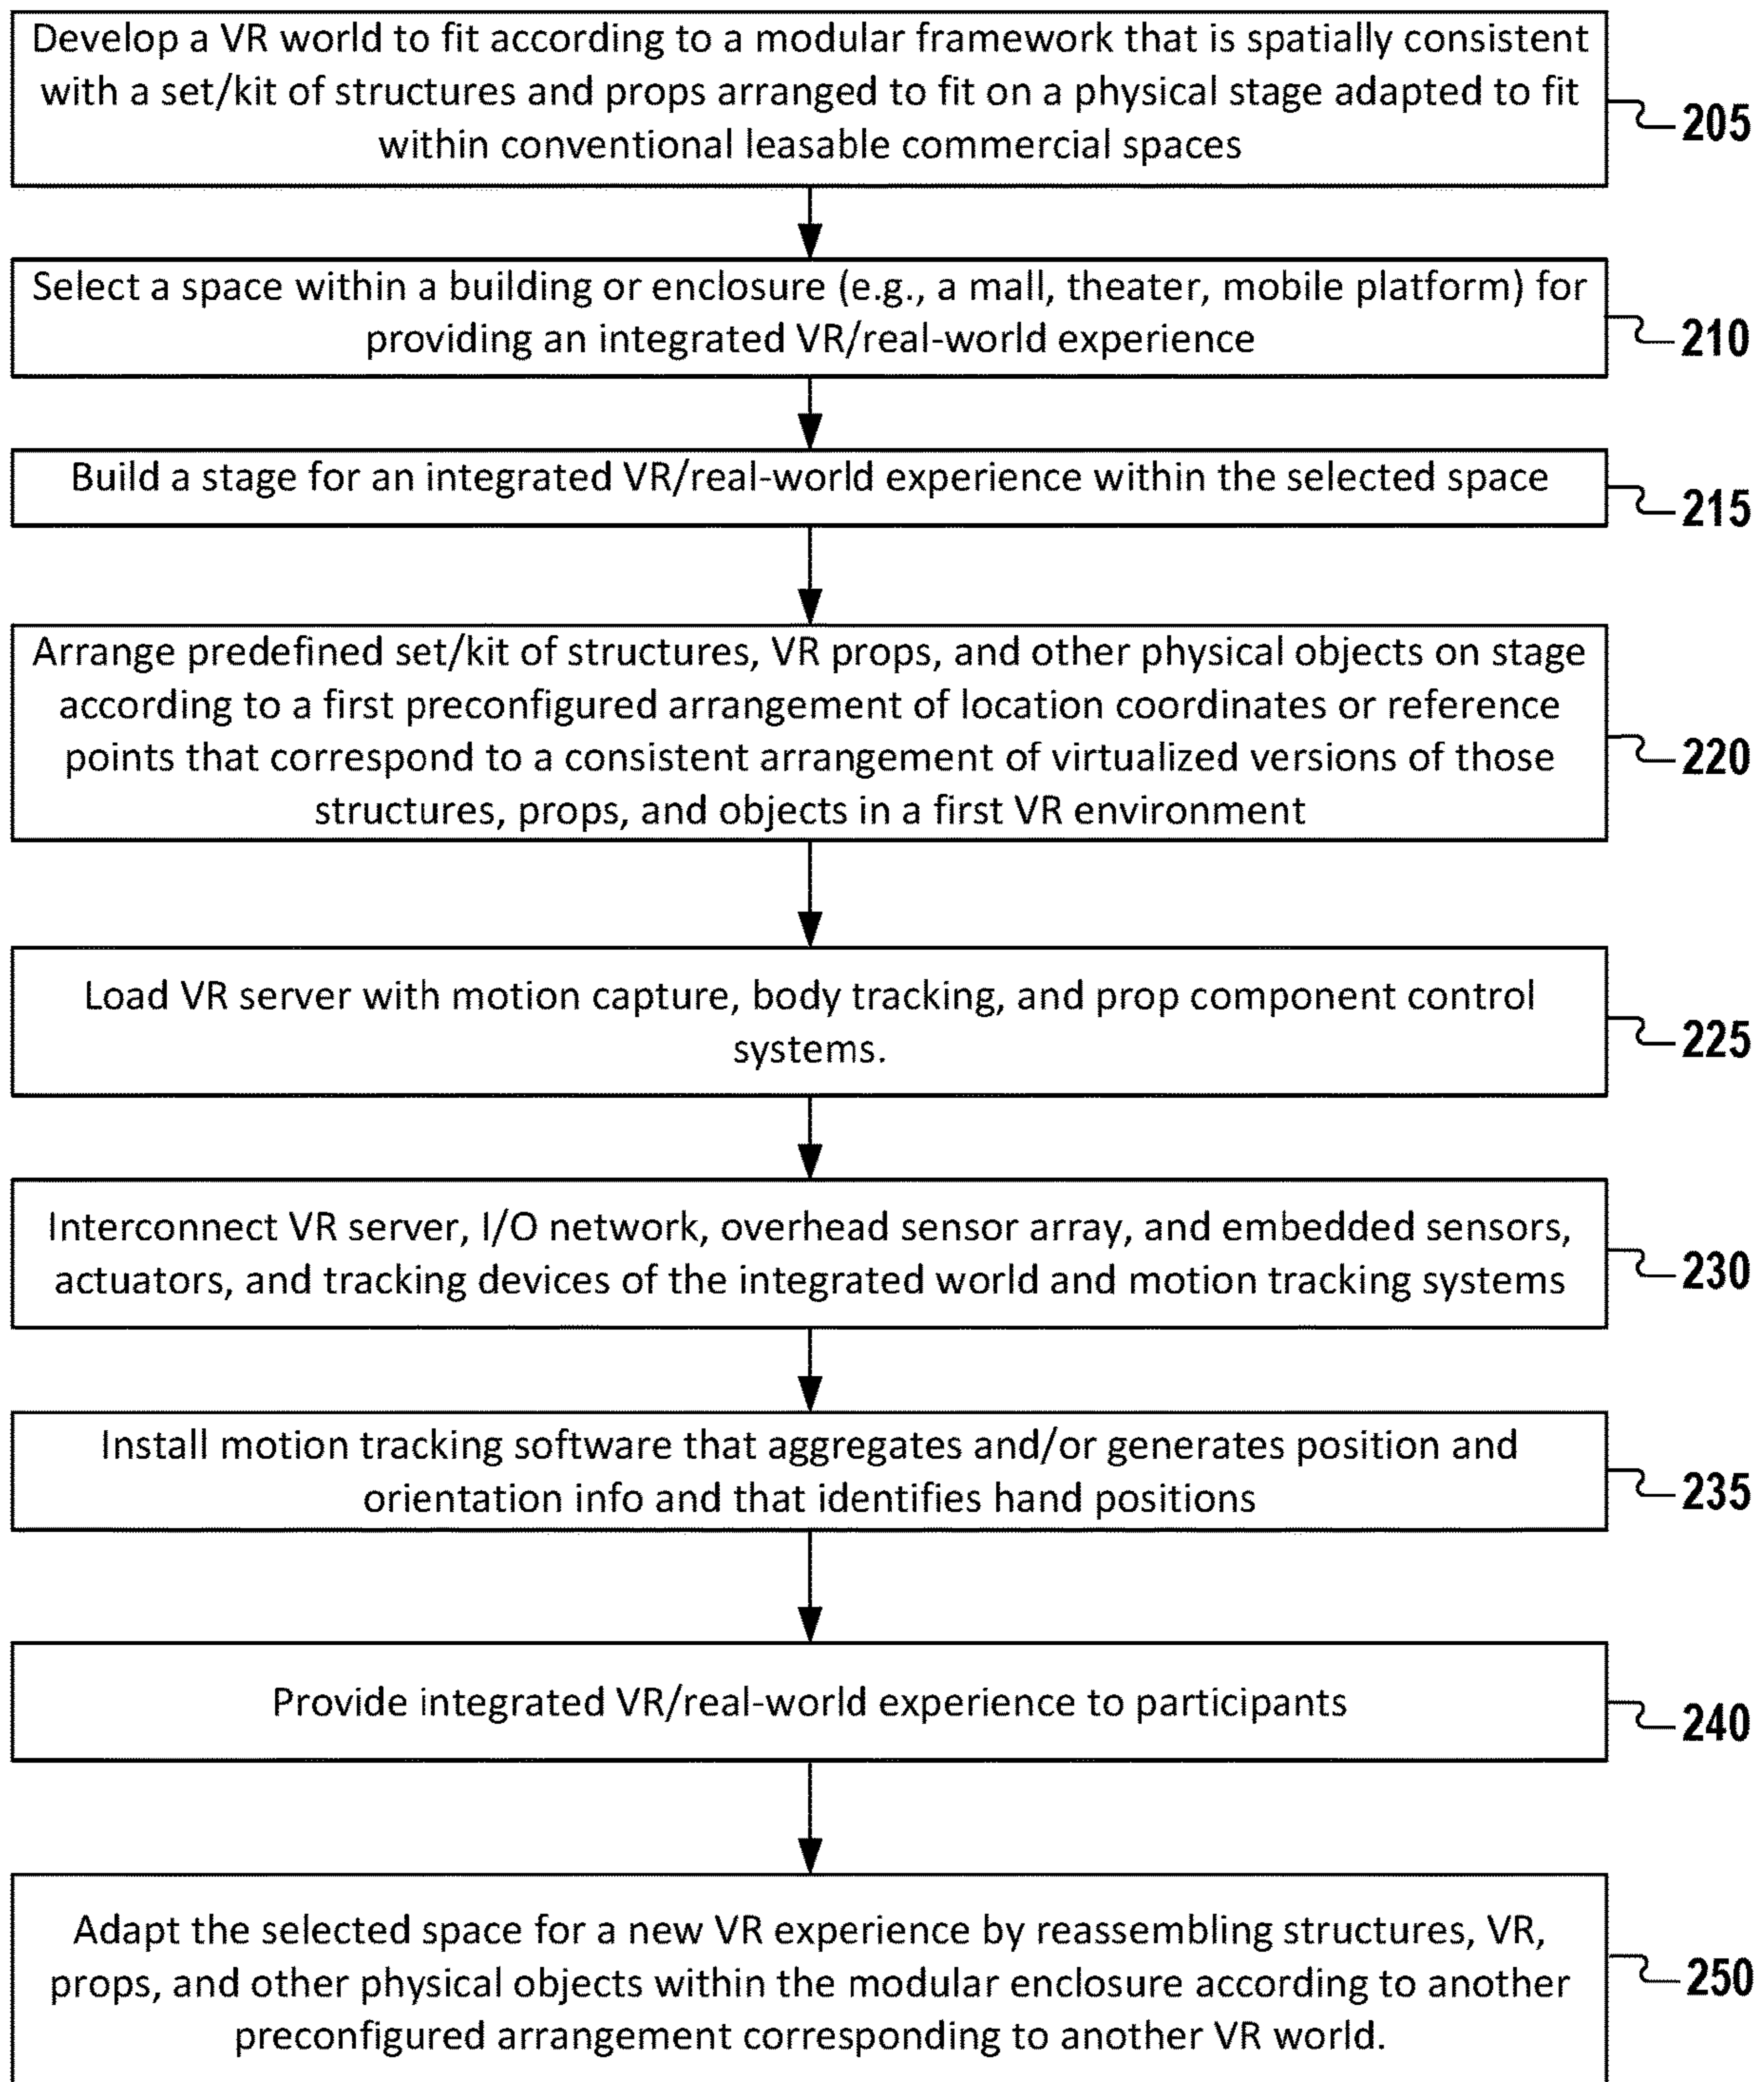 Develop a VR world to fit according to a modular framework that is spatially consistent
with a set/kit of structures and props arranged to fit on a physical stage adapted to fit
within conventional leasable commercial spaces
205
Select a space within a building or enclosure (e.g., a mall, theater, mobile platform) for
providing an integrated VR/real-world experience
210
Build a stage for an integrated VR/real-world experience within the selected space
215
Arrange predefined set/kit of structures, VR props, and other physical objects on stage
according to a first preconfigured arrangement of location coordinates or reference
points that correspond to a consistent arrangement of virtualized versions of those
structures, props, and objects in a first VR environment
220
Load VR server with motion capture, body tracking, and prop component control
systems.
225
Interconnect VR server, I/O network, overhead sensor array, and embedded sensors,
actuators, and tracking devices of the integrated world and motion tracking systems
230
Install motion tracking software that aggregates and/or generates position and
orientation info and that identifies hand positions
235
Provide integrated VR/real-world experience to participants
240
Adapt the selected space for a new VR experience by reassembling structures, VR,
props, and other physical objects within the modular enclosure according to another
preconfigured arrangement corresponding to another VR world.
250